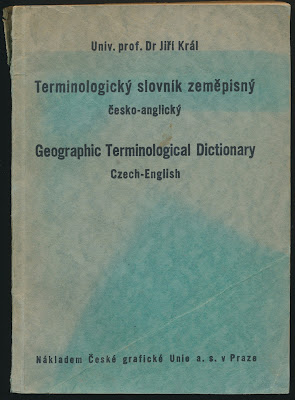 Univ. prof. Dr Jiří Král
Terminologický slovník zeměpisný
česko-anglický
Geographic Terminological Dictionary
Czech-English
Nákladem České grafické Unie a. s. v Praze